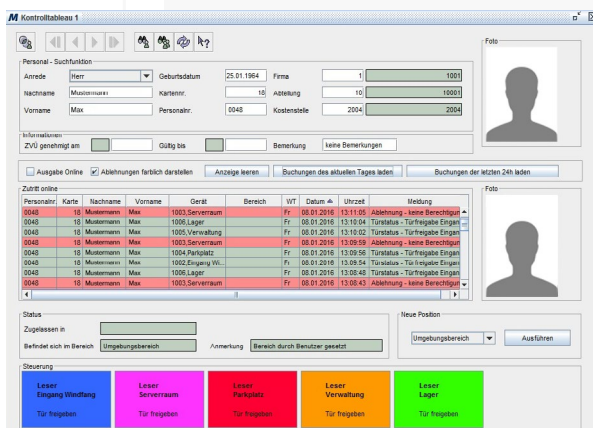 M Kontrolltableau 1
Personal - Suchfunktion
Foto
Anrede Herr Geburtsdatum 25.01.1964 Firma 1 1001
Nachname Mustermann Kartennr. 18 Abteilung 10 10001
Vorname Max Personalnr. 0048 Kostenstelle 2004 2004
Informationen
ZVÜ genehmigt am Gültig bis Bemerkung keine Bemerkungen
Ausgabe Online Ablehnungen farblich darstellen Anzeige leeren Buchungen des aktuellen Tages laden Buchungen der letzten 24h laden
Zutritt online
Foto
Personalnr. Karte Nachname Vorname Gerät Bereich WT Datum Uhrzeit Meldung
0048 18 Mustermann Max 1003,Serverraum Fr 08.01.2016 13:11:05 Ablehnung - keine Berechtigun
0048 18 Mustermann Max 1006,Lager Fr 08.01.2016 13:10:04 Türstatus - Türfreigabe Eingan
0048 18 Mustermann Max 1005,Verwaltung Fr 08.01.2016 13:10:02 Türstatus - Türfreigabe Eingan
0048 18 Mustermann Max 1003,Serverraum Fr 08.01.2016 13:09:59 Ablehnung - keine Berechtigun
0048 18 Mustermann Max 1004,Parkplatz Fr 08.01.2016 13:09:56 Türstatus - Türfreigabe Eingan
0048 18 Mustermann Max 1002,Eingang Wi... Fr 08.01.2016 13:09:54 Türstatus - Türfreigabe Eingan
0048 18 Mustermann Max 1006,Lager Fr 08.01.2016 13:08:48 Türstatus - Türfreigabe Eingan
0048 18 Mustermann Max 1003,Serverraum Fr 08.01.2016 13:08:43 Ablehnung - keine Berechtigun
Status
Neue Position
Zugelassen in
Umgebungsbereich Ausführen
Befindet sich im Bereich Umgebungsbereich Anmerkung Bereich durch Benutzer gesetzt
Steuerung
Leser Leser Leser Leser Leser
Eingang Windfang Serverraum Parkplatz Verwaltung Lager
Tür freigeben Tür freigeben Tür freigeben Tür freigeben Tür freigeben